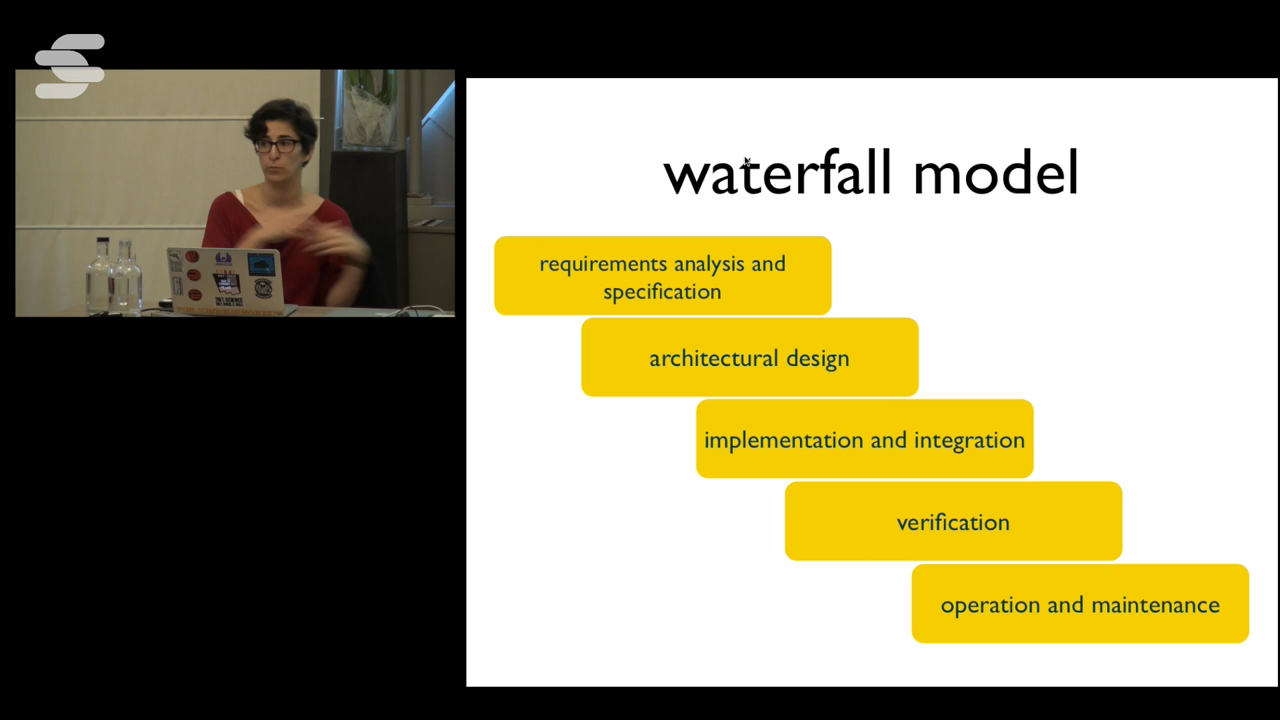 waterfall model
requirements analysis and
specification
architectural design
implementation and integration
verification
operation and maintenance